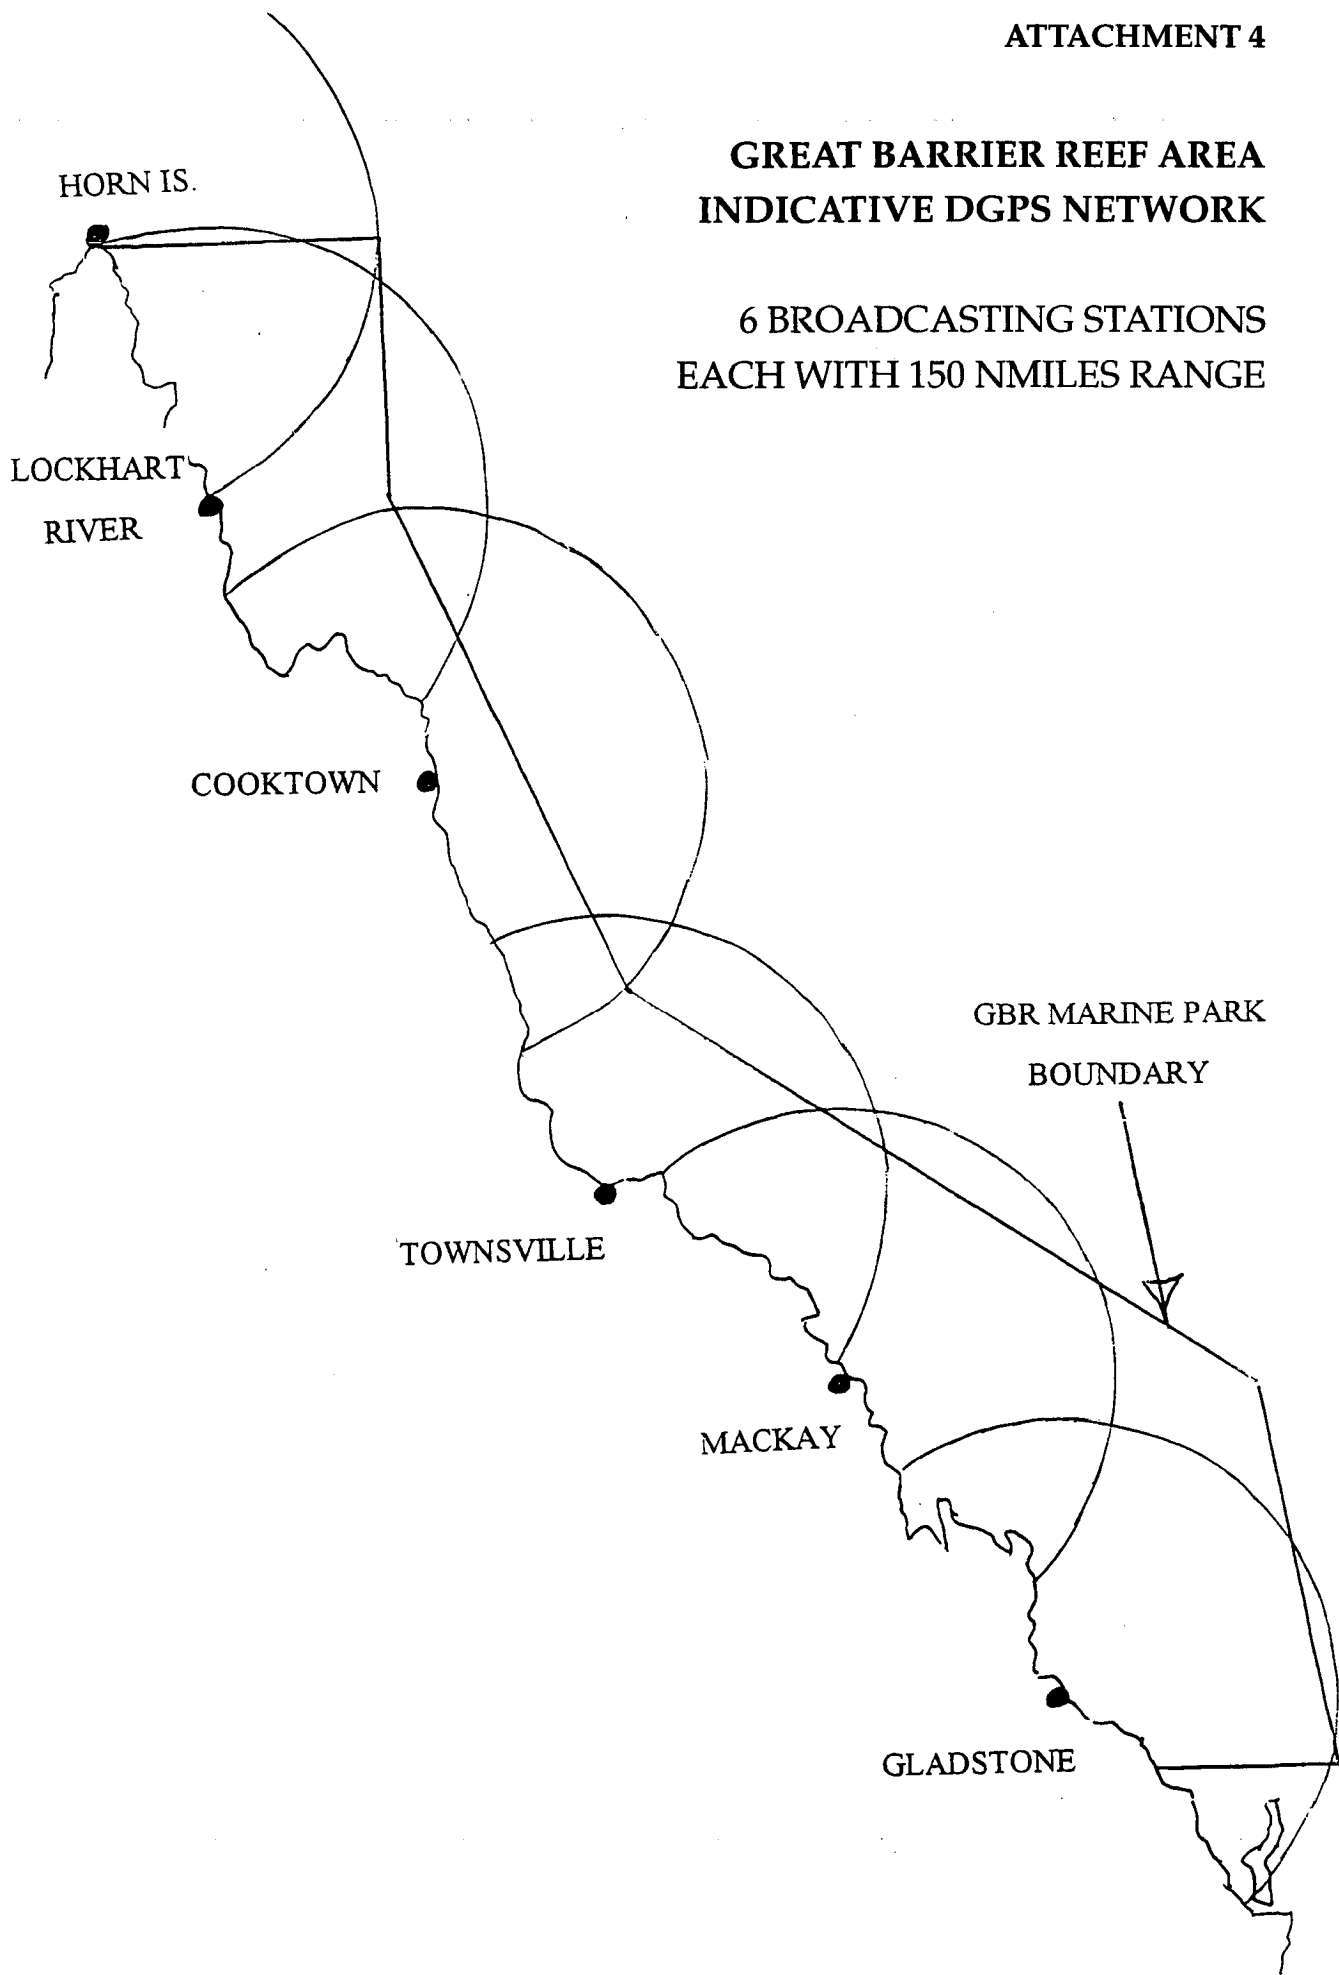 ATTACHMENT 4
GREAT BARRIER REEF AREA
INDICATIVE DGPS NETWORK
6 BROADCASTING STATIONS
EACH WITH 150 NMILES RANGE
HORN IS.
LOCKHART
RIVER
COOKTOWN
GBR MARINE PARK
BOUNDARY
TOWNSVILLE
MACKAY
GLADSTONE